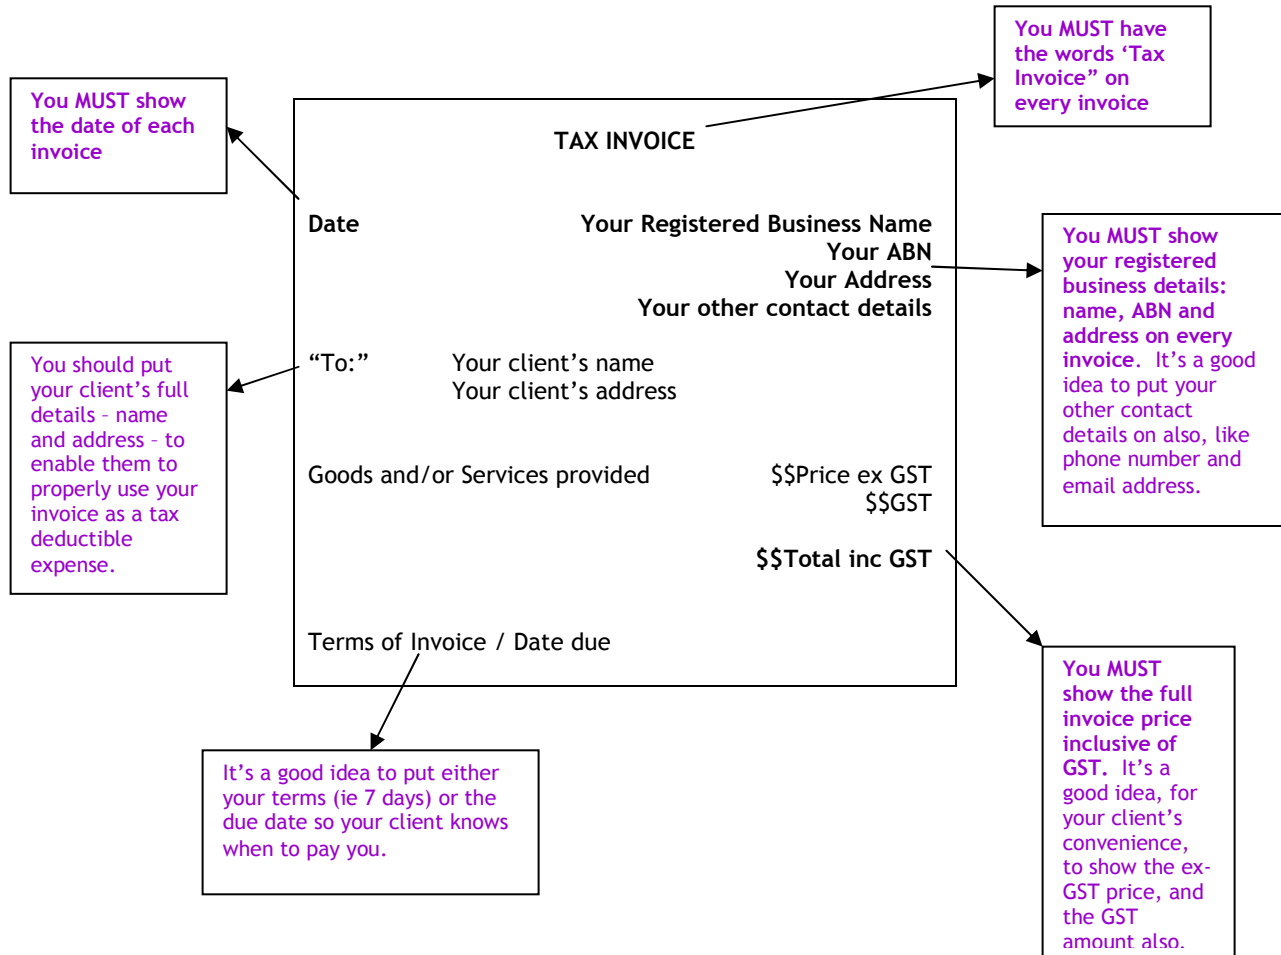 You MUST have
the words ‘Tax
Invoice” on
every invoice
You MUST show
the date of each
invoice
TAX INVOICE
Date
Your Registered Business Name
Your ABN
Your Address
Your other contact details
You MUST show
your registered
business details:
name, ABN and
address on every
invoice. It’s a good
idea to put your
other contact
details on also, like
phone number and
email address.
You should put
your client’s full
details – name
and address – to
enable them to
properly use your
invoice as a tax
deductible
expense.
“To:” Your client’s name
Your client’s address
Goods and/or Services provided $$Price ex GST
$$GST
$$Total inc GST
Terms of Invoice / Date due
You MUST
show the full
invoice price
inclusive of
GST. It’s a
good idea, for
your client’s
convenience,
to show the ex-
GST price, and
the GST
amount also.
It’s a good idea to put either
your terms (ie 7 days) or the
due date so your client knows
when to pay you.